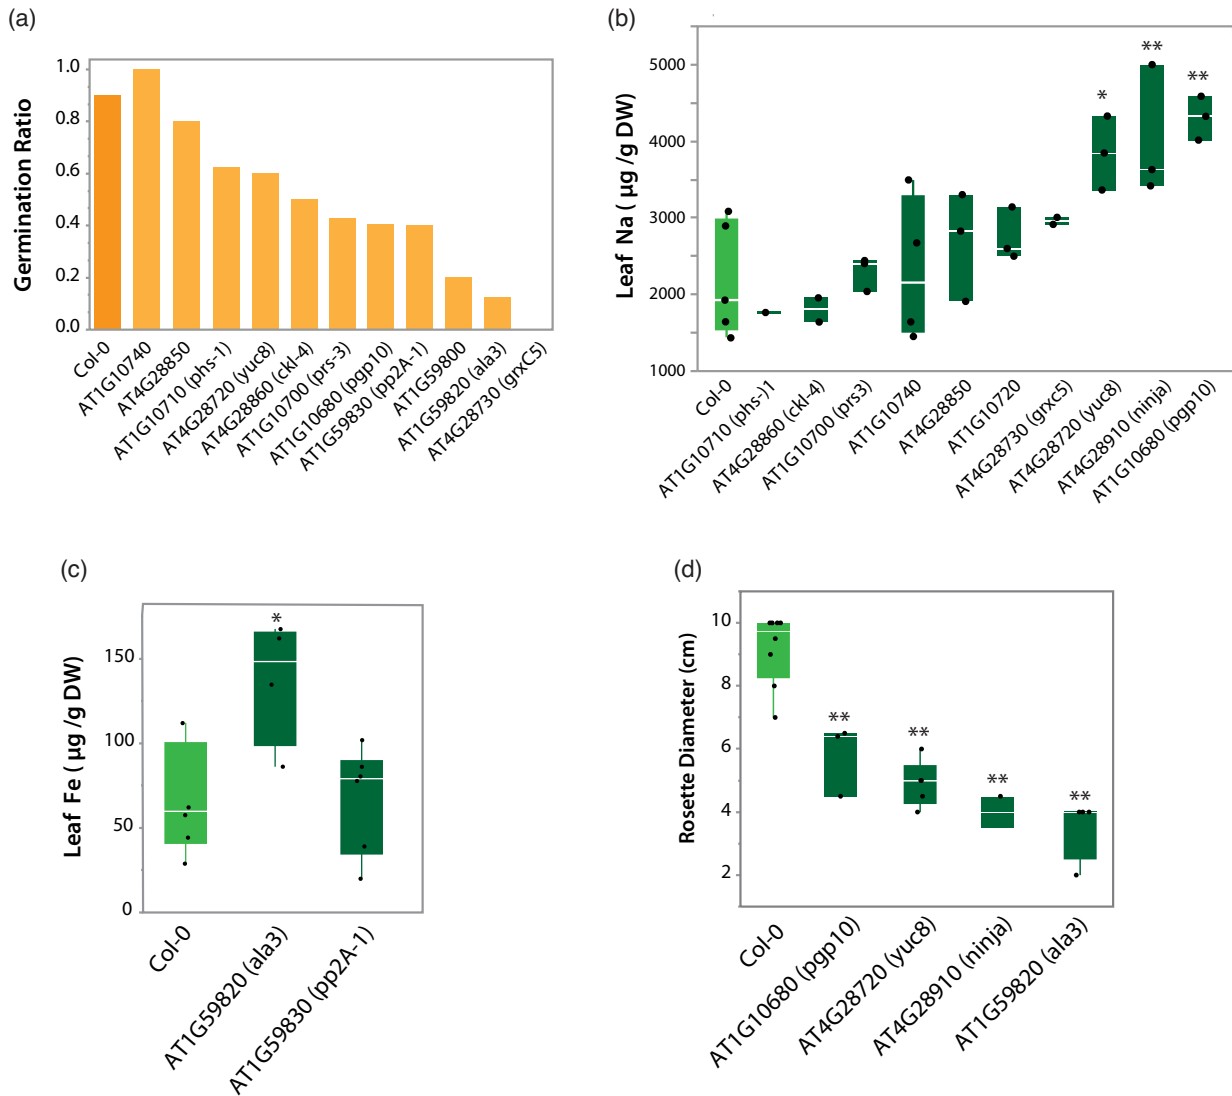 (a)
Germination Ratio
1.0
0.8
0.6
0.4
0.2
0.0
Col-0
AT1G10740
AT4G28850
AT1G10710 (phs-1)
AT4G28720 (yuc8)
AT4G28860 (ckl-4)
AT1G10700 (prs-3)
AT1G10680 (pgp10)
AT1G59830 (pp2A-1)
AT1G59800
AT1G59820 (ala3)
AT4G28730 (grxC5)
(b)
Leaf Na ( μg /g DW)
5000
4000
3000
2000
1000
*
**
**
Col-0
AT1G10710 (phs-)1
AT4G28860 (ckl-4)
AT1G10700 (prs3)
AT1G10740
AT4G28850
AT1G10720
AT4G28730 (grxC5)
AT4G28720 (yuc8)
AT4G28910 (ninja)
AT1G10680 (pgp10)
(c)
Leaf Fe ( μg /g DW)
150
100
50
0
*
Col-0
AT1G59820 (ala3)
AT1G59830 (pp2A-1)
(d)
Rosette Diameter (cm)
10
8
6
4
2
**
**
**
**
Col-0
AT1G10680 (pgp10)
AT4G28720 (yuc8)
AT4G28910 (ninja)
AT1G59820 (ala3)